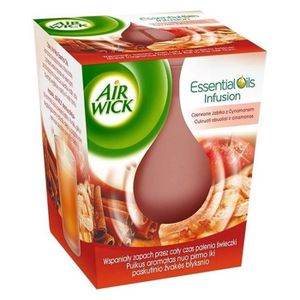 AIR
WICK
Essential Oils
Infusion
Czerwone Jabłko z Cynamonem
Cukruoti obuoliai ir cinamonas
Wspaniały zapach przez cały czas palenia świeczki
Puikus aromatas nuo pirmo iki
paskutinio žvakės blyksnio